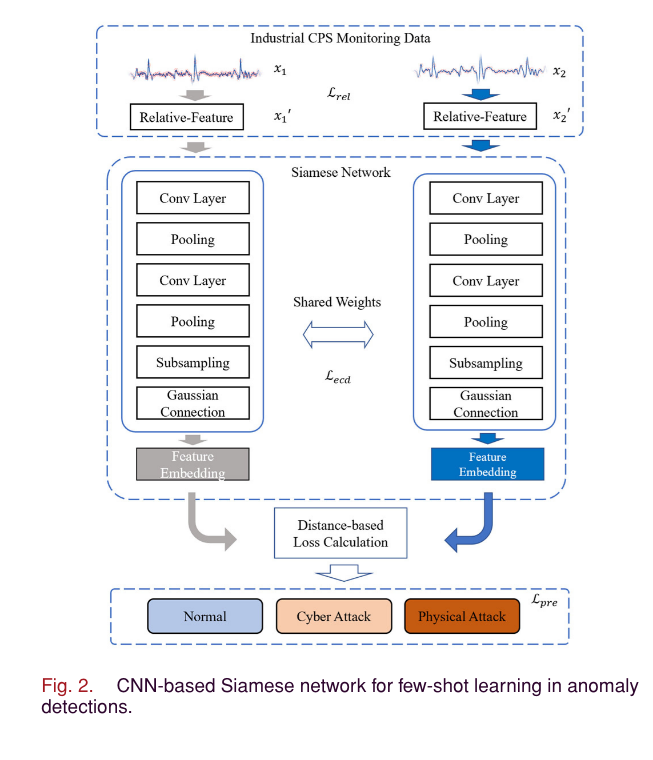 Industrial CPS Monitoring Data
x₁
x₂
ℒ_rel
Relative-Feature
x₁′
Relative-Feature
x₂′
Siamese Network
Conv Layer
Pooling
Conv Layer
Pooling
Subsampling
Gaussian
Connection
Feature
Embedding
Shared Weights
ℒ_ecd
Conv Layer
Pooling
Conv Layer
Pooling
Subsampling
Gaussian
Connection
Feature
Embedding
Distance-based
Loss Calculation
ℒ_pre
Normal
Cyber Attack
Physical Attack
Fig. 2. CNN-based Siamese network for few-shot learning in anomaly
detections.